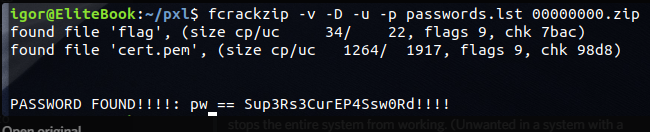 igor@EliteBook:~/pxl$ fcrackzip -v -D -u -p passwords.lst 00000000.zip
found file 'flag', (size cp/uc     34/    22, flags 9, chk 7bac)
found file 'cert.pem', (size cp/uc   1264/  1917, flags 9, chk 98d8)
PASSWORD FOUND!!!!: pw == Sup3Rs3CurEP4Ssw0Rd!!!!
stops the entire system from working. (Unwanted in a system with a
Open original